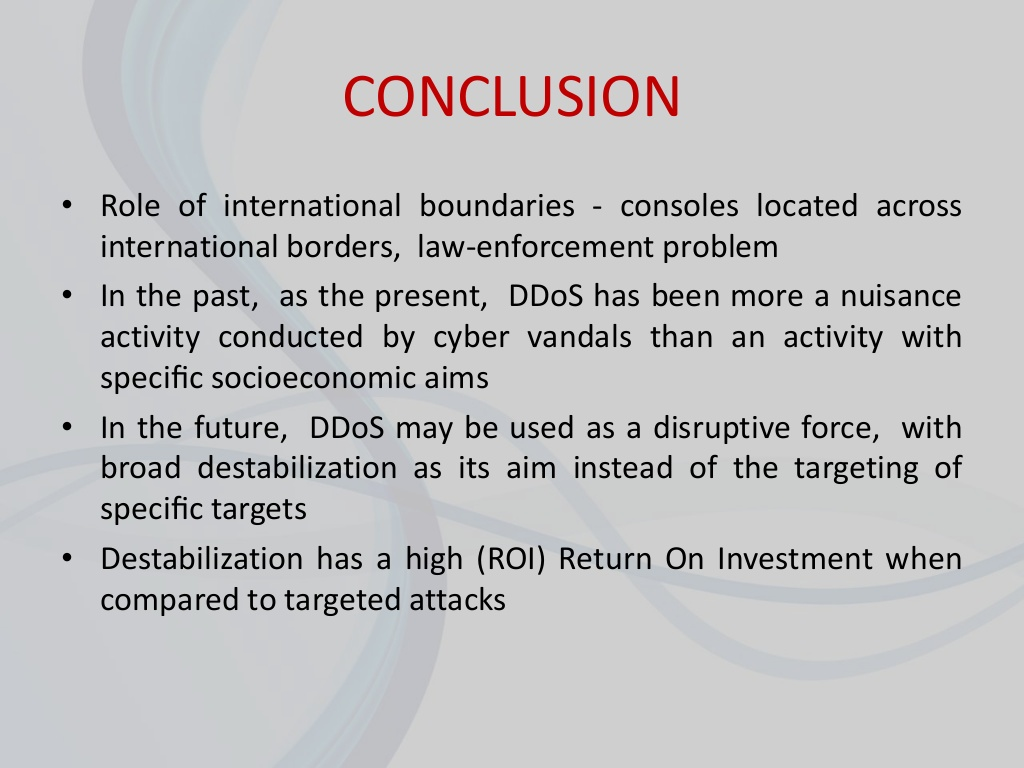 CONCLUSION
• Role of international boundaries - consoles located across
international borders,  law-enforcement problem
• In the past,  as the present,  DDoS has been more a nuisance
activity conducted by cyber vandals than an activity with
specific socioeconomic aims
• In the future,  DDoS may be used as a disruptive force,  with
broad destabilization as its aim instead of the targeting of
specific targets
• Destabilization has a high (ROI) Return On Investment when
compared to targeted attacks